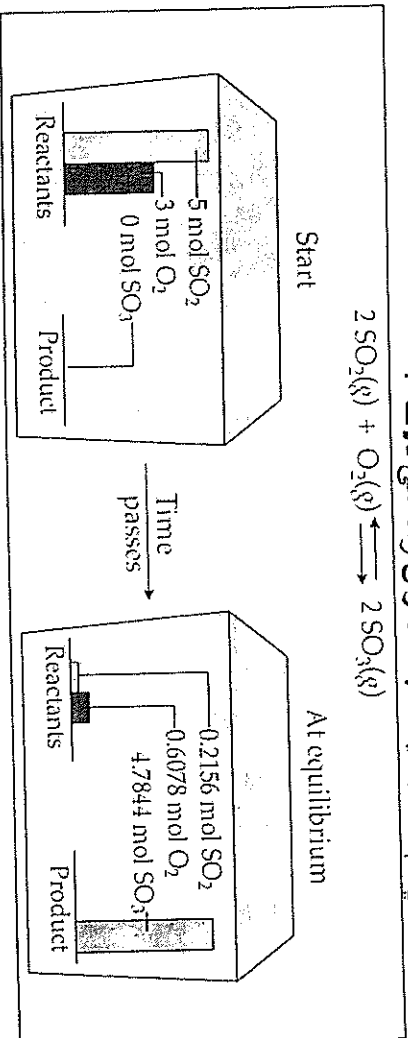 2 SO₂(g) + O₂(g) ⇄ 2 SO₃(g)
Start
5 mol SO₂
3 mol O₂
0 mol SO₃
Reactants
Product
Time
passes
At equilibrium
0.2156 mol SO₂
0.6078 mol O₂
4.7844 mol SO₃
Reactants
Product